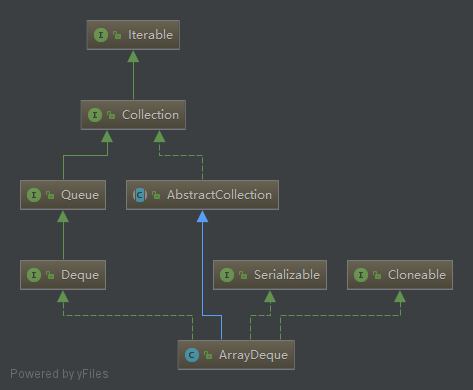 Iterable
Collection
Queue
AbstractCollection
Deque
Serializable
Cloneable
ArrayDeque
Powered by yFiles